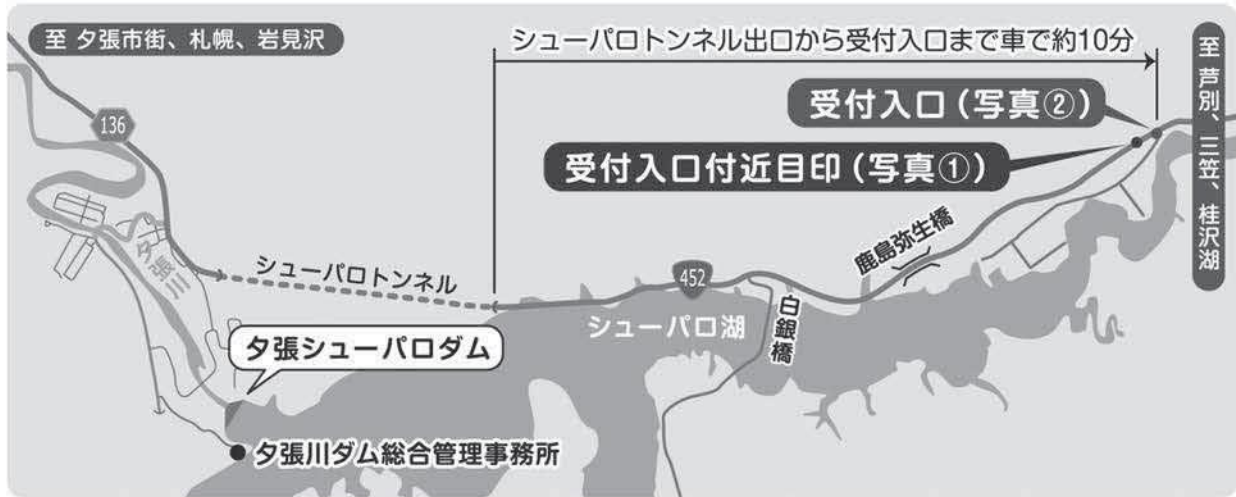 至 夕張市街、札幌、岩見沢
シューパロトンネル出口から受付入口まで車で約10分
至 芦別、三笠、桂沢湖
受付入口（写真②）
136
受付入口付近目印（写真①）
鹿島弥生橋
夕張川
シューパロトンネル
452
シューパロ湖
白銀橋
夕張シューパロダム
夕張川ダム総合管理事務所